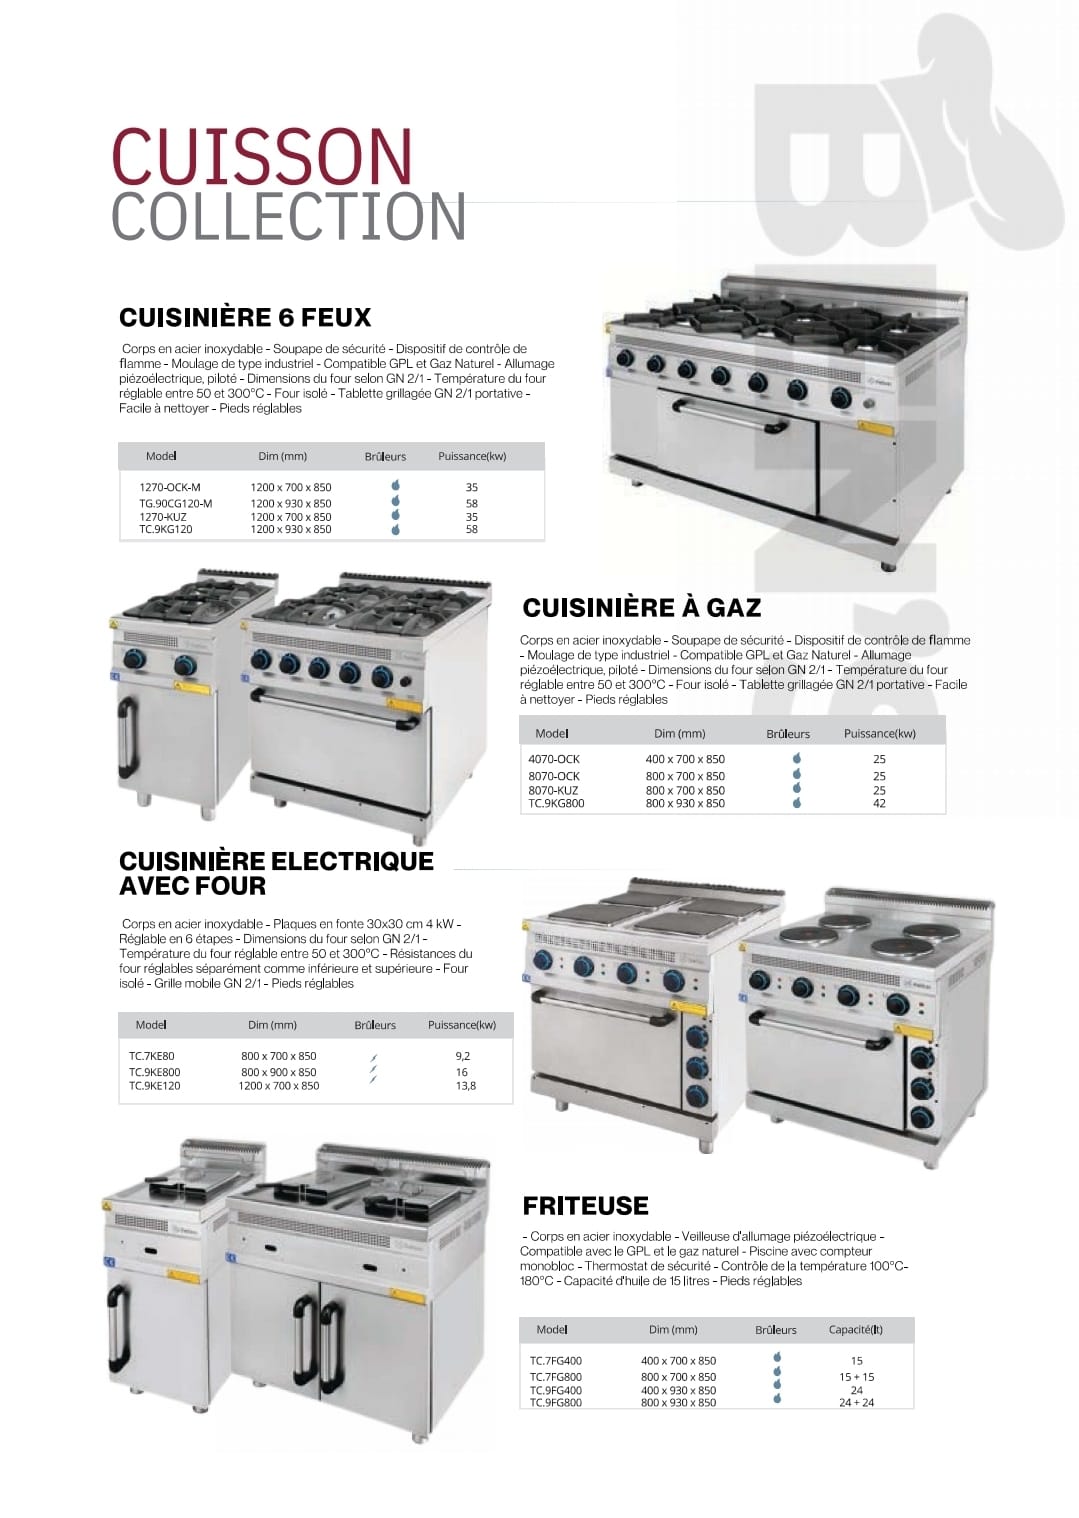 CUISSON
COLLECTION
CUISINIÈRE 6 FEUX
Corps en acier inoxydable - Soupape de sécurité - Dispositif de contrôle de
flamme - Moulage de type industriel - Compatible GPL et Gaz Naturel - Allumage
piézoélectrique, piloté - Dimensions du four selon GN 2/1 - Température du four
réglable entre 50 et 300°C - Four isolé - Tablette grillagée GN 2/1 portative -
Facile à nettoyer - Pieds réglables
Model Dim (mm) Brûleurs Puissance(kw)
1270-OCK-M 1200 x 700 x 850 35
TG.90CG120-M 1200 x 930 x 850 58
1270-KUZ 1200 x 700 x 850 35
TC.9KG120 1200 x 930 x 850 58
CUISINIÈRE À GAZ
Corps en acier inoxydable - Soupape de sécurité - Dispositif de contrôle de flamme
- Moulage de type industriel - Compatible GPL et Gaz Naturel - Allumage
piézoélectrique, piloté - Dimensions du four selon GN 2/1 - Température du four
réglable entre 50 et 300°C - Four isolé - Tablette grillagée GN 2/1 portative - Facile
à nettoyer - Pieds réglables
Model Dim (mm) Brûleurs Puissance(kw)
4070-OCK 400 x 700 x 850 25
8070-OCK 800 x 700 x 850 25
8070-KUZ 800 x 700 x 850 25
TC.9KG800 800 x 930 x 850 42
CUISINIÈRE ELECTRIQUE
AVEC FOUR
Corps en acier inoxydable - Plaques en fonte 30x30 cm 4 kW -
Réglable en 6 étapes - Dimensions du four selon GN 2/1 -
Température du four réglable entre 50 et 300°C - Résistances du
four réglables séparément comme inférieure et supérieure - Four
isolé - Grille mobile GN 2/1 - Pieds réglables
Model Dim (mm) Brûleurs Puissance(kw)
TC.7KE80 800 x 700 x 850 9,2
TC.9KE800 800 x 900 x 850 16
TC.9KE120 1200 x 700 x 850 13,8
FRITEUSE
- Corps en acier inoxydable - Veilleuse d'allumage piézoélectrique -
Compatible avec le GPL et le gaz naturel - Piscine avec compteur
monobloc - Thermostat de sécurité - Contrôle de la température 100°C-
180°C - Capacité d'huile de 15 litres - Pieds réglables
Model Dim (mm) Brûleurs Capacité(lt)
TC.7FG400 400 x 700 x 850 15
TC.7FG800 800 x 700 x 850 15 + 15
TC.9FG400 400 x 930 x 850 24
TC.9FG800 800 x 930 x 850 24 + 24